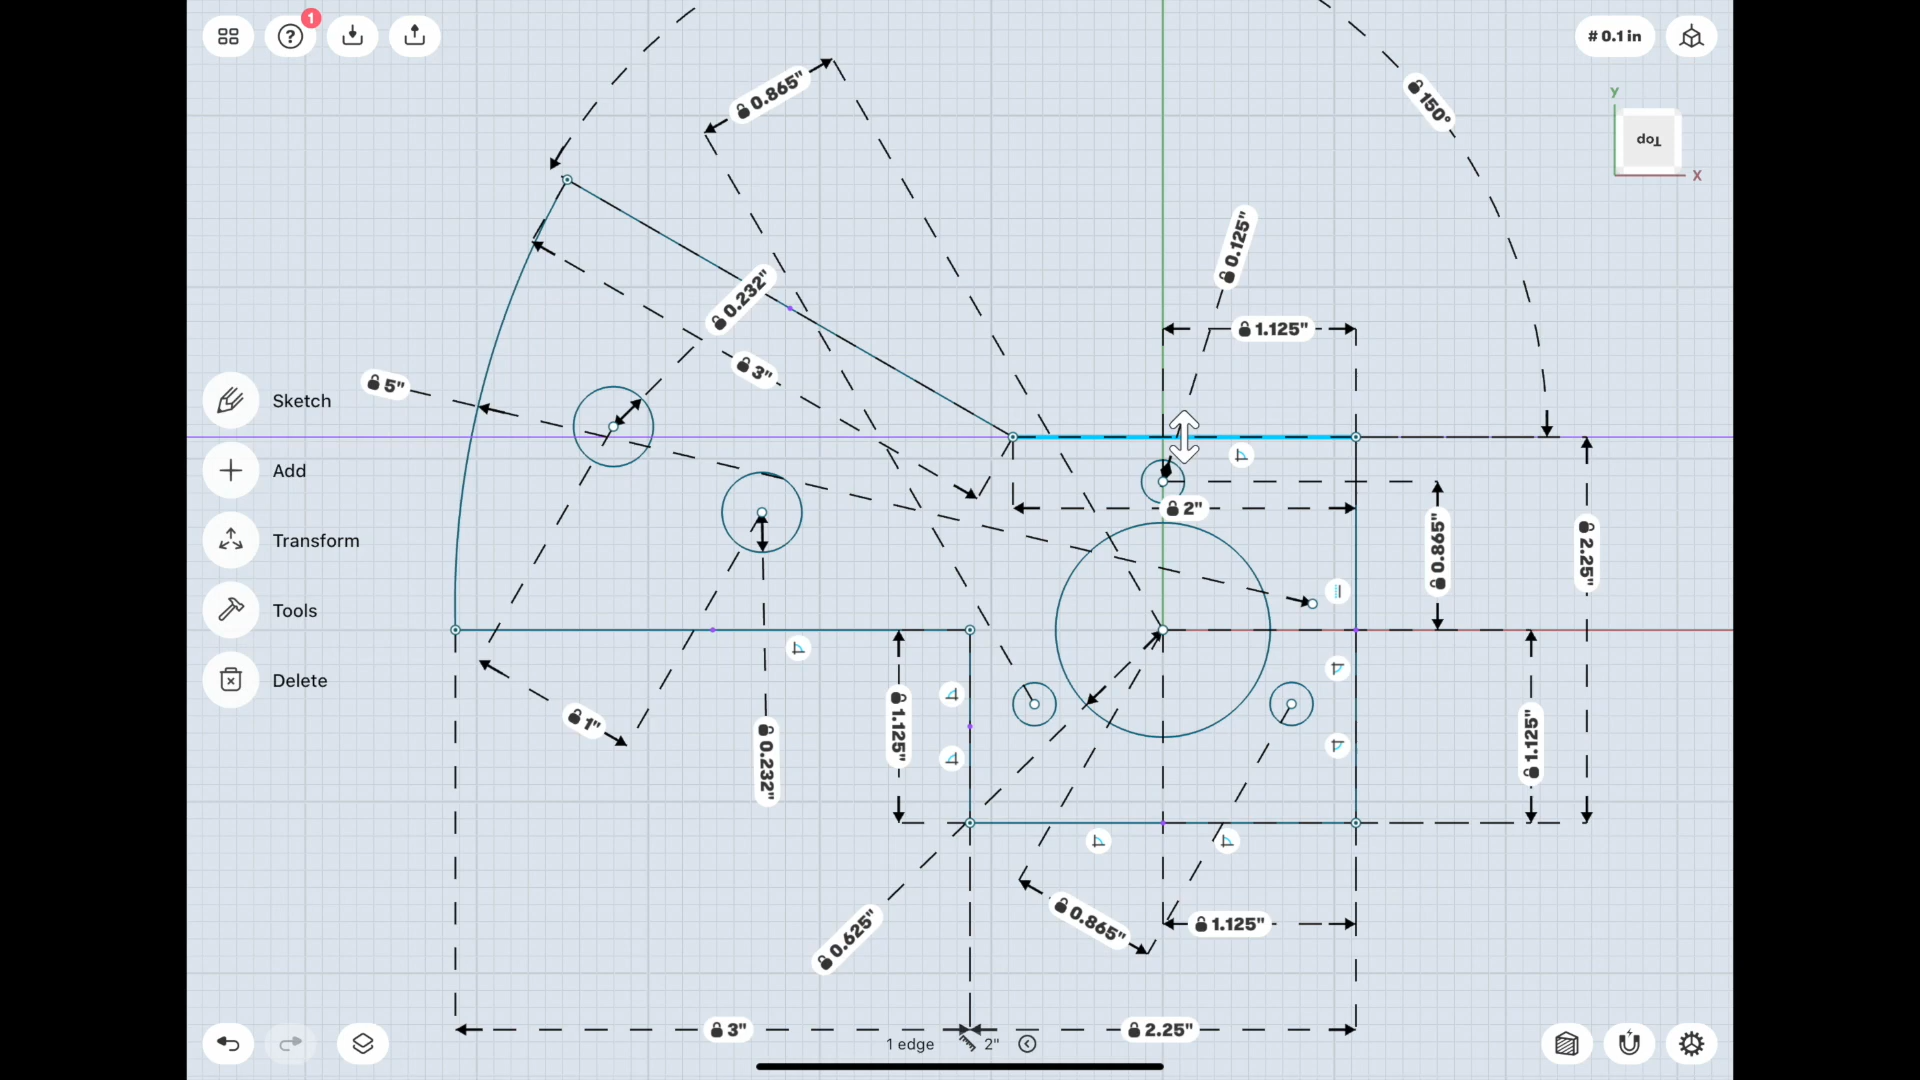 1
# 0.1 in
0.865"
150°
Y
Top
X
0.125"
0.232"
1.125"
3"
5"
Sketch
Add
2"
0.865"
2.25"
Transform
Tools
Delete
1"
1.125"
0.232"
1.125"
0.625"
0.865"
1.125"
3"
2.25"
1 edge 2"